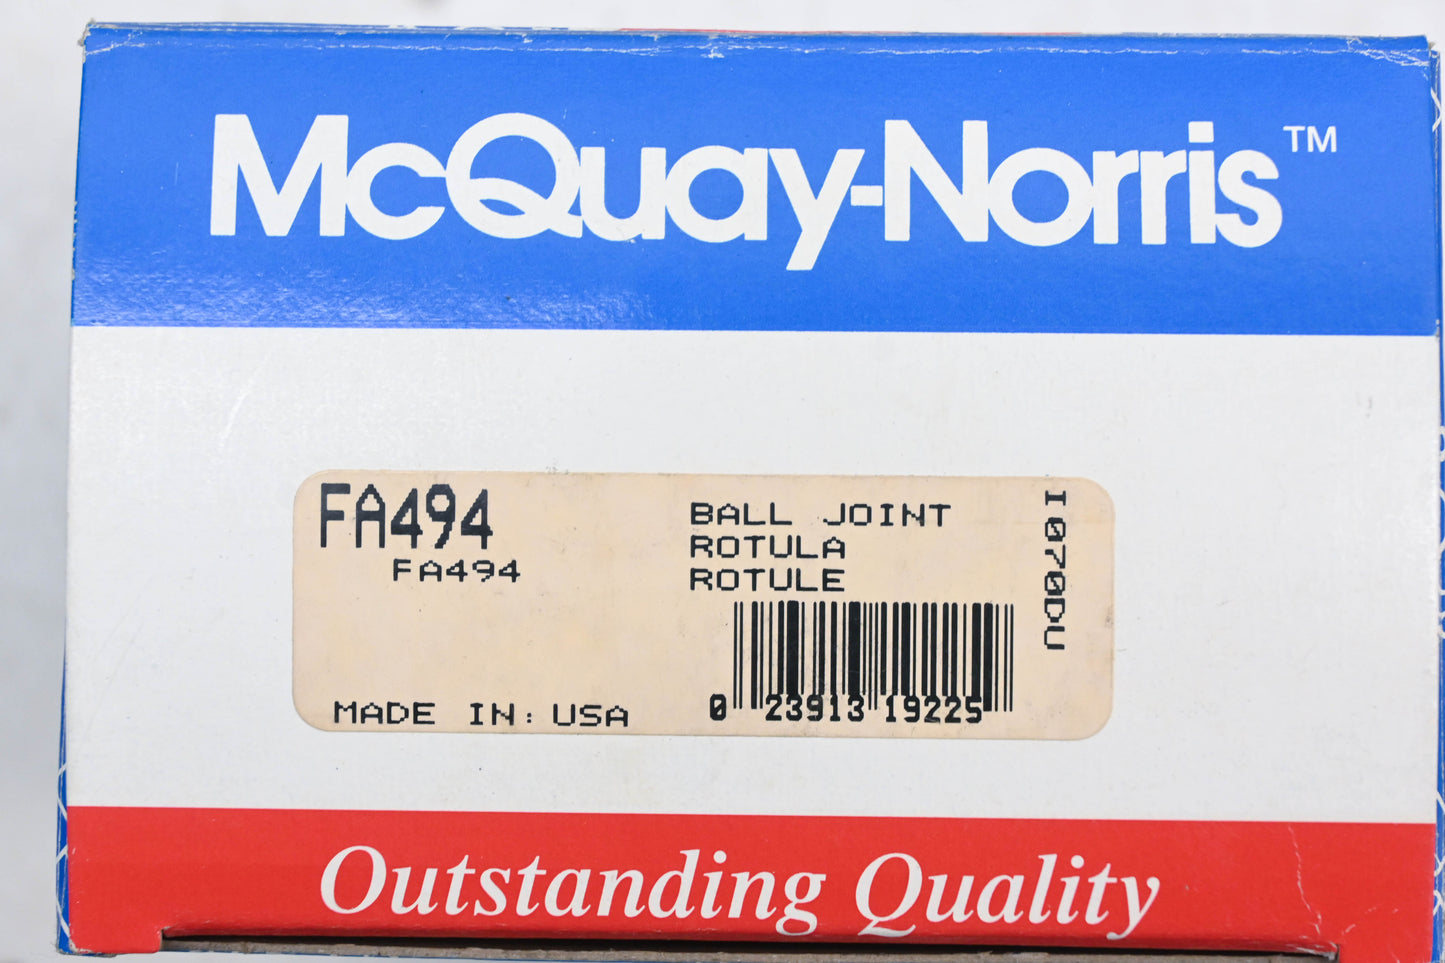 McQuay-Norris™
FA494
FA494
BALL JOINT
ROTULA
ROTULE
I070DU
MADE IN: USA
0 23913 19225
Outstanding Quality